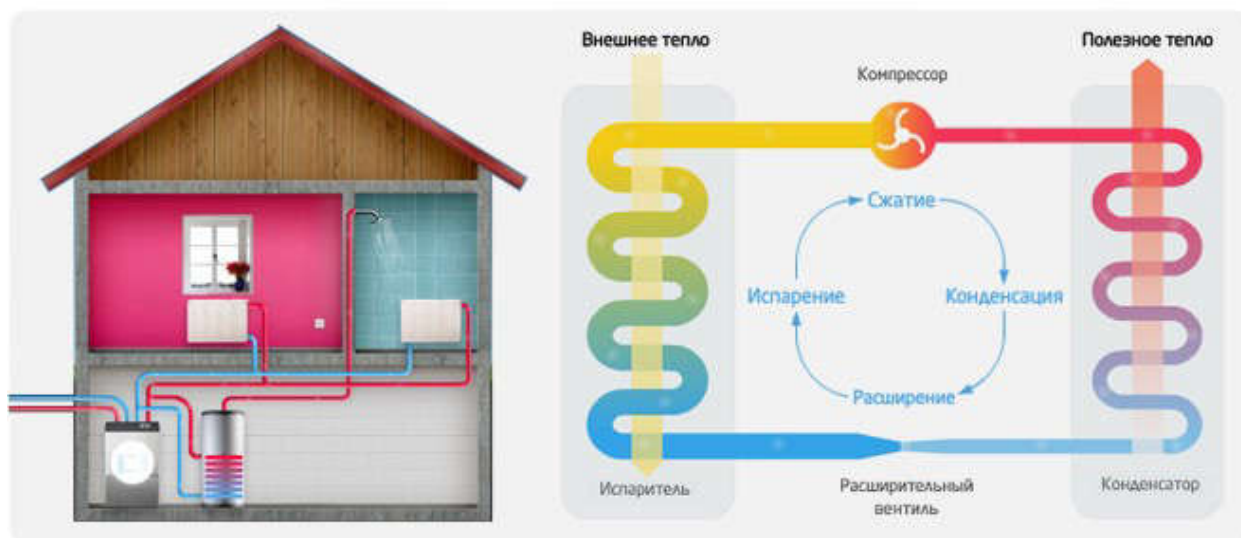 Внешнее тепло
Полезное тепло
Компрессор
Сжатие
Испарение
Конденсация
Расширение
Испаритель
Расширительный
вентиль
Конденсатор